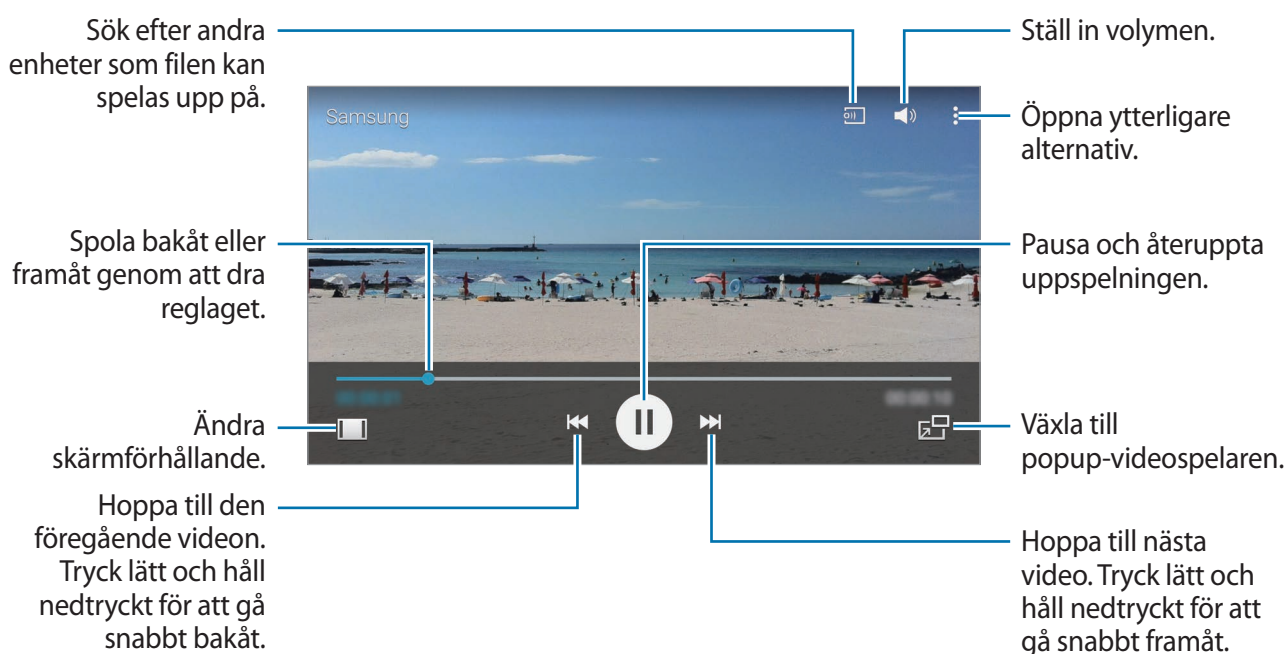 Sök efter andra
enheter som filen kan
spelas upp på.
Ställ in volymen.
Samsung
Öppna ytterligare
alternativ.
Spola bakåt eller
framåt genom att dra
reglaget.
Pausa och återuppta
uppspelningen.
Ändra
skärmförhållande.
Växla till
popup-videospelaren.
Hoppa till den
föregående videon.
Tryck lätt och håll
nedtryckt för att gå
snabbt bakåt.
Hoppa till nästa
video. Tryck lätt och
håll nedtryckt för att
gå snabbt framåt.